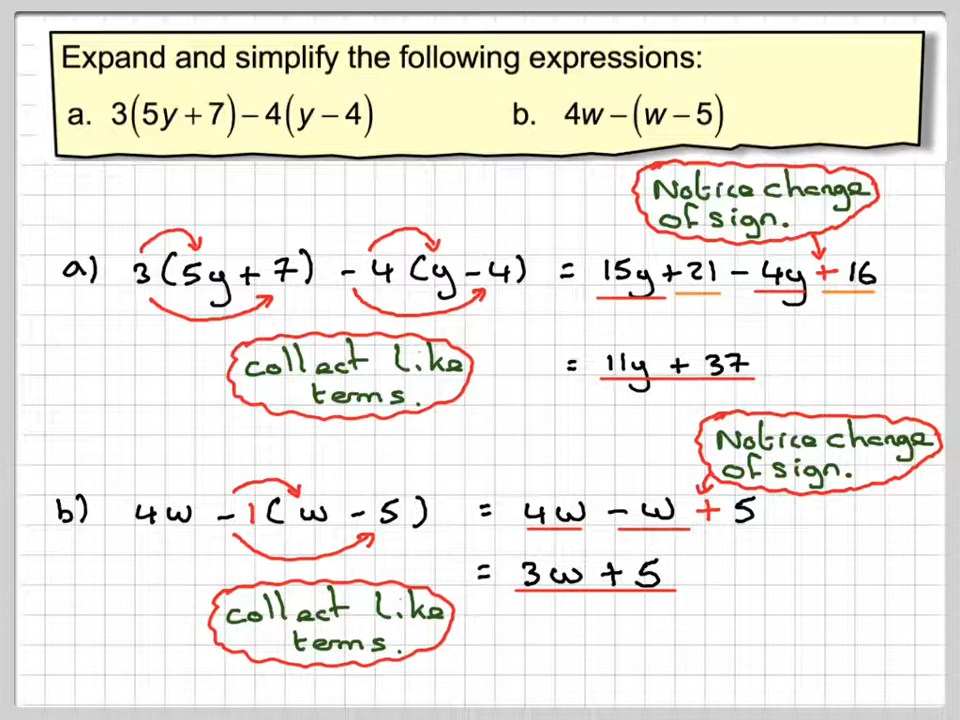 Expand and simplify the following expressions:
a. 3(5y + 7) − 4(y − 4) b. 4w − (w − 5)
Notice change
of sign.
a) 3(5y + 7) − 4(y − 4) = 15y + 21 − 4y + 16
collect like
terms.
= 11y + 37
Notice change
of sign.
b) 4w − 1(w − 5) = 4w − w + 5
= 3w + 5
collect like
terms.